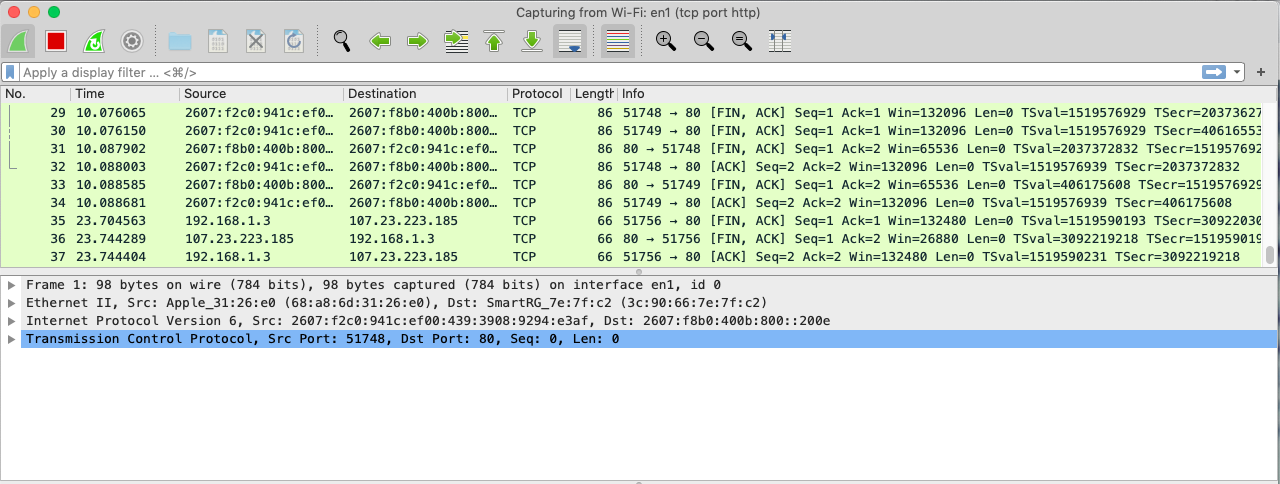 Capturing from Wi-Fi: en1 (tcp port http)
Apply a display filter … <⌘/>
No. Time Source Destination Protocol Length Info
29 10.076065 2607:f2c0:941c:ef0… 2607:f8b0:400b:800… TCP 86 51748 → 80 [FIN, ACK] Seq=1 Ack=1 Win=132096 Len=0 TSval=1519576929 TSecr=20373627
30 10.076150 2607:f2c0:941c:ef0… 2607:f8b0:400b:800… TCP 86 51749 → 80 [FIN, ACK] Seq=1 Ack=1 Win=132096 Len=0 TSval=1519576929 TSecr=40616553
31 10.087902 2607:f8b0:400b:800… 2607:f2c0:941c:ef0… TCP 86 80 → 51748 [FIN, ACK] Seq=1 Ack=2 Win=65536 Len=0 TSval=2037372832 TSecr=151957692
32 10.088003 2607:f2c0:941c:ef0… 2607:f8b0:400b:800… TCP 86 51748 → 80 [ACK] Seq=2 Ack=2 Win=132096 Len=0 TSval=1519576939 TSecr=2037372832
33 10.088585 2607:f8b0:400b:800… 2607:f2c0:941c:ef0… TCP 86 80 → 51749 [FIN, ACK] Seq=1 Ack=2 Win=65536 Len=0 TSval=406175608 TSecr=1519576929
34 10.088681 2607:f2c0:941c:ef0… 2607:f8b0:400b:800… TCP 86 51749 → 80 [ACK] Seq=2 Ack=2 Win=132096 Len=0 TSval=1519576939 TSecr=406175608
35 23.704563 192.168.1.3 107.23.223.185 TCP 66 51756 → 80 [FIN, ACK] Seq=1 Ack=1 Win=132480 Len=0 TSval=1519590193 TSecr=30922030
36 23.744289 107.23.223.185 192.168.1.3 TCP 66 80 → 51756 [FIN, ACK] Seq=1 Ack=2 Win=26880 Len=0 TSval=3092219218 TSecr=151959019
37 23.744404 192.168.1.3 107.23.223.185 TCP 66 51756 → 80 [ACK] Seq=2 Ack=2 Win=132480 Len=0 TSval=1519590231 TSecr=3092219218
Frame 1: 98 bytes on wire (784 bits), 98 bytes captured (784 bits) on interface en1, id 0
Ethernet II, Src: Apple_31:26:e0 (68:a8:6d:31:26:e0), Dst: SmartRG_7e:7f:c2 (3c:90:66:7e:7f:c2)
Internet Protocol Version 6, Src: 2607:f2c0:941c:ef00:439:3908:9294:e3af, Dst: 2607:f8b0:400b:800::200e
Transmission Control Protocol, Src Port: 51748, Dst Port: 80, Seq: 0, Len: 0